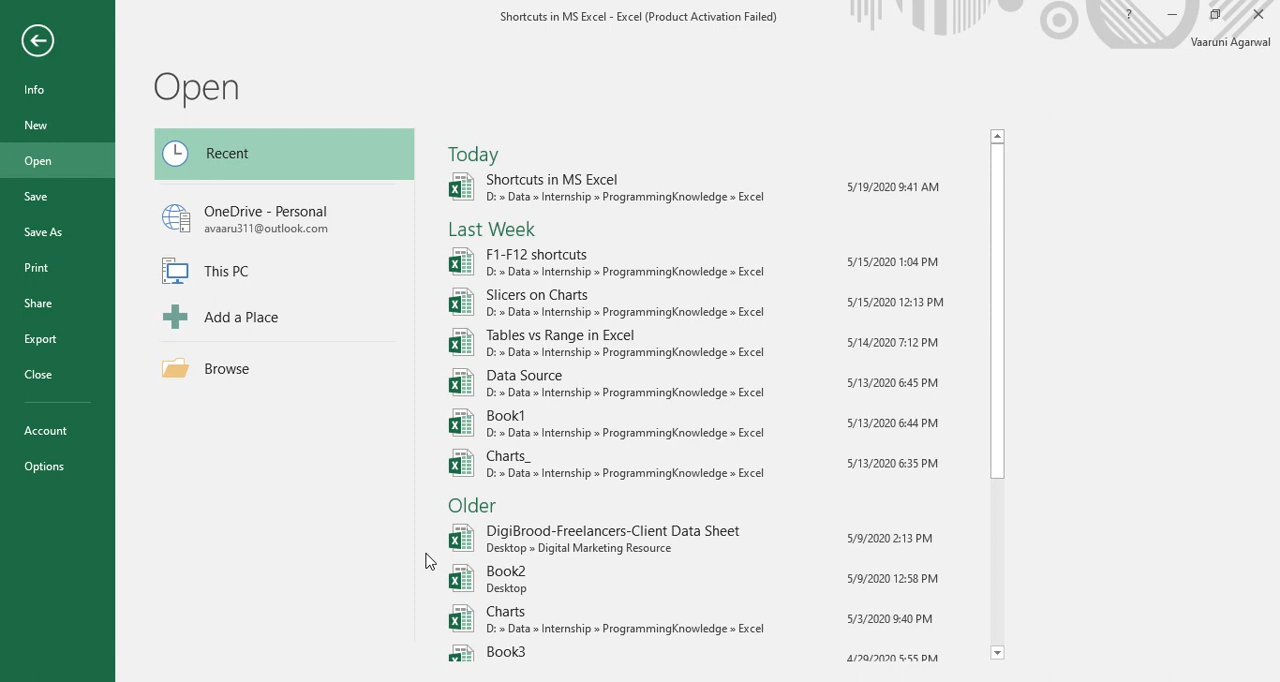 Shortcuts in MS Excel - Excel (Product Activation Failed)
?
Vaaruni Agarwal
Info
New
Open
Save
Save As
Print
Share
Export
Close
Account
Options
Open
Recent
OneDrive - Personal
avaaru311@outlook.com
This PC
Add a Place
Browse
Today
Shortcuts in MS Excel
D: » Data » Internship » ProgrammingKnowledge » Excel
5/19/2020 9:41 AM
Last Week
F1-F12 shortcuts
D: » Data » Internship » ProgrammingKnowledge » Excel
5/15/2020 1:04 PM
Slicers on Charts
D: » Data » Internship » ProgrammingKnowledge » Excel
5/15/2020 12:13 PM
Tables vs Range in Excel
D: » Data » Internship » ProgrammingKnowledge » Excel
5/14/2020 7:12 PM
Data Source
D: » Data » Internship » ProgrammingKnowledge » Excel
5/13/2020 6:45 PM
Book1
D: » Data » Internship » ProgrammingKnowledge » Excel
5/13/2020 6:44 PM
Charts_
D: » Data » Internship » ProgrammingKnowledge » Excel
5/13/2020 6:35 PM
Older
DigiBrood-Freelancers-Client Data Sheet
Desktop » Digital Marketing Resource
5/9/2020 2:13 PM
Book2
Desktop
5/9/2020 12:58 PM
Charts
D: » Data » Internship » ProgrammingKnowledge » Excel
5/3/2020 9:40 PM
Book3
4/29/2020 5:55 PM